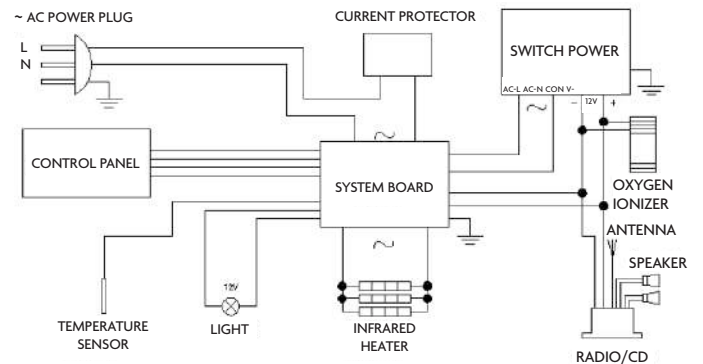 ~ AC POWER PLUG
CURRENT PROTECTOR
L
N
SWITCH POWER
AC-L AC-N CON V-
− 12V +
~
~
CONTROL PANEL
SYSTEM BOARD
OXYGEN
IONIZER
ANTENNA
~
SPEAKER
12V
TEMPERATURE
SENSOR
LIGHT
INFRARED
HEATER
RADIO/CD